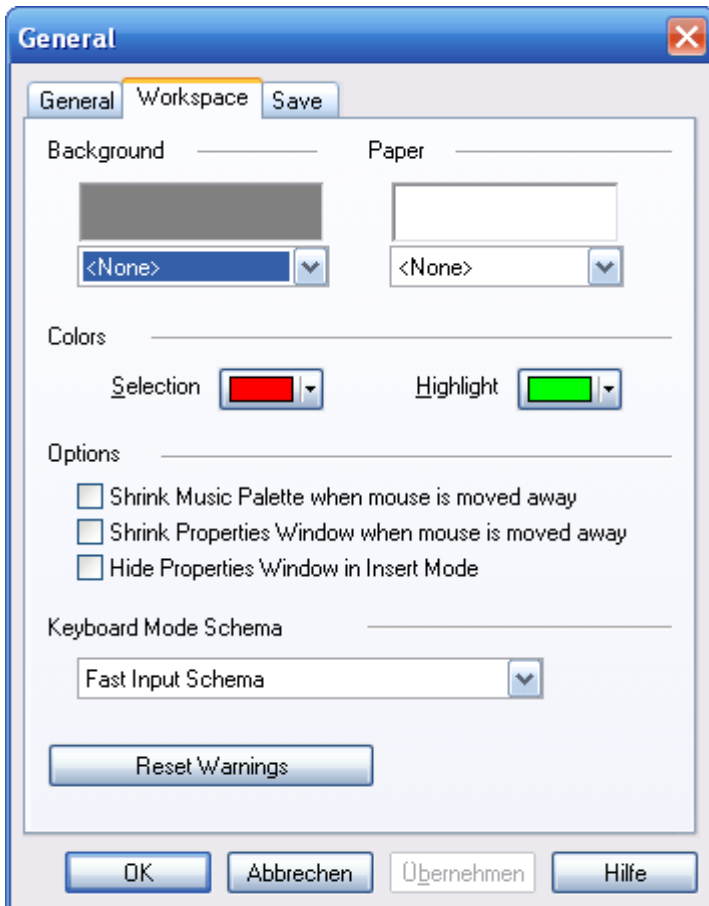 General
General Workspace Save
Background Paper
<None> <None>
Colors
Selection Highlight
Options
Shrink Music Palette when mouse is moved away
Shrink Properties Window when mouse is moved away
Hide Properties Window in Insert Mode
Keyboard Mode Schema
Fast Input Schema
Reset Warnings
OK Abbrechen Übernehmen Hilfe